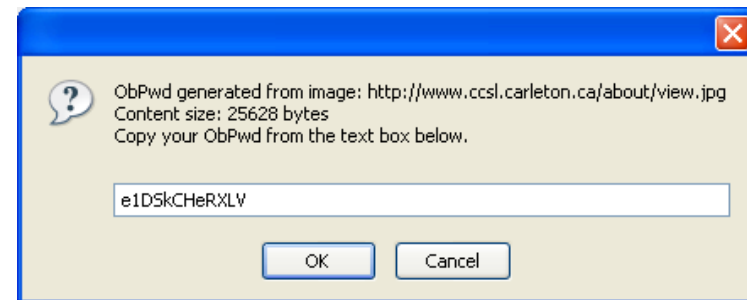 ObPwd generated from image: http://www.ccsl.carleton.ca/about/view.jpg
Content size: 25628 bytes
Copy your ObPwd from the text box below.
e1DSkCHeRXLV
OK Cancel